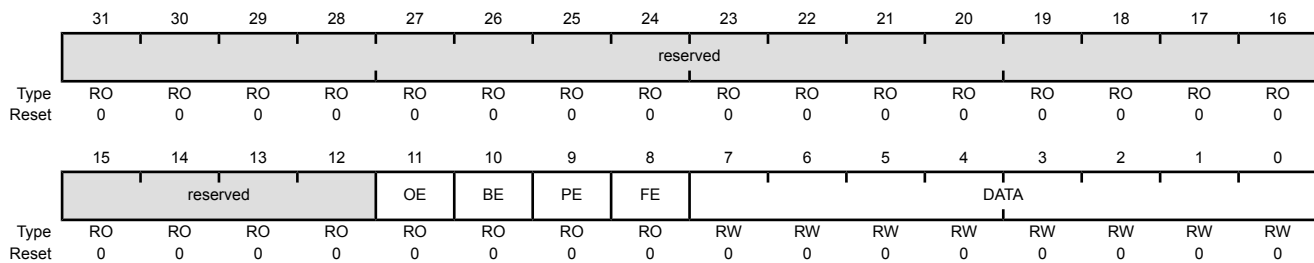 31 30 29 28 27 26 25 24 23 22 21 20 19 18 17 16
reserved
Type RO RO RO RO RO RO RO RO RO RO RO RO RO RO RO RO
Reset 0 0 0 0 0 0 0 0 0 0 0 0 0 0 0 0
15 14 13 12 11 10 9 8 7 6 5 4 3 2 1 0
reserved OE BE PE FE DATA
Type RO RO RO RO RO RO RO RO RW RW RW RW RW RW RW RW
Reset 0 0 0 0 0 0 0 0 0 0 0 0 0 0 0 0